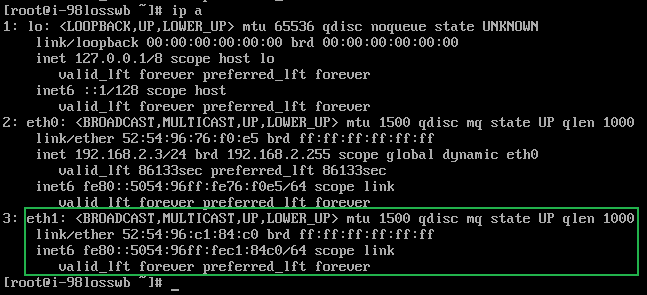 [root@i-98losswb ~]# ip a
1: lo: <LOOPBACK,UP,LOWER_UP> mtu 65536 qdisc noqueue state UNKNOWN
link/loopback 00:00:00:00:00:00 brd 00:00:00:00:00:00
inet 127.0.0.1/8 scope host lo
valid_lft forever preferred_lft forever
inet6 ::1/128 scope host
valid_lft forever preferred_lft forever
2: eth0: <BROADCAST,MULTICAST,UP,LOWER_UP> mtu 1500 qdisc mq state UP qlen 1000
link/ether 52:54:96:76:f0:e5 brd ff:ff:ff:ff:ff:ff
inet 192.168.2.3/24 brd 192.168.2.255 scope global dynamic eth0
valid_lft 86133sec preferred_lft 86133sec
inet6 fe80::5054:96ff:fe76:f0e5/64 scope link
valid_lft forever preferred_lft forever
3: eth1: <BROADCAST,MULTICAST,UP,LOWER_UP> mtu 1500 qdisc mq state UP qlen 1000
link/ether 52:54:96:c1:84:c0 brd ff:ff:ff:ff:ff:ff
inet6 fe80::5054:96ff:fec1:84c0/64 scope link
valid_lft forever preferred_lft forever
[root@i-98losswb ~]# _